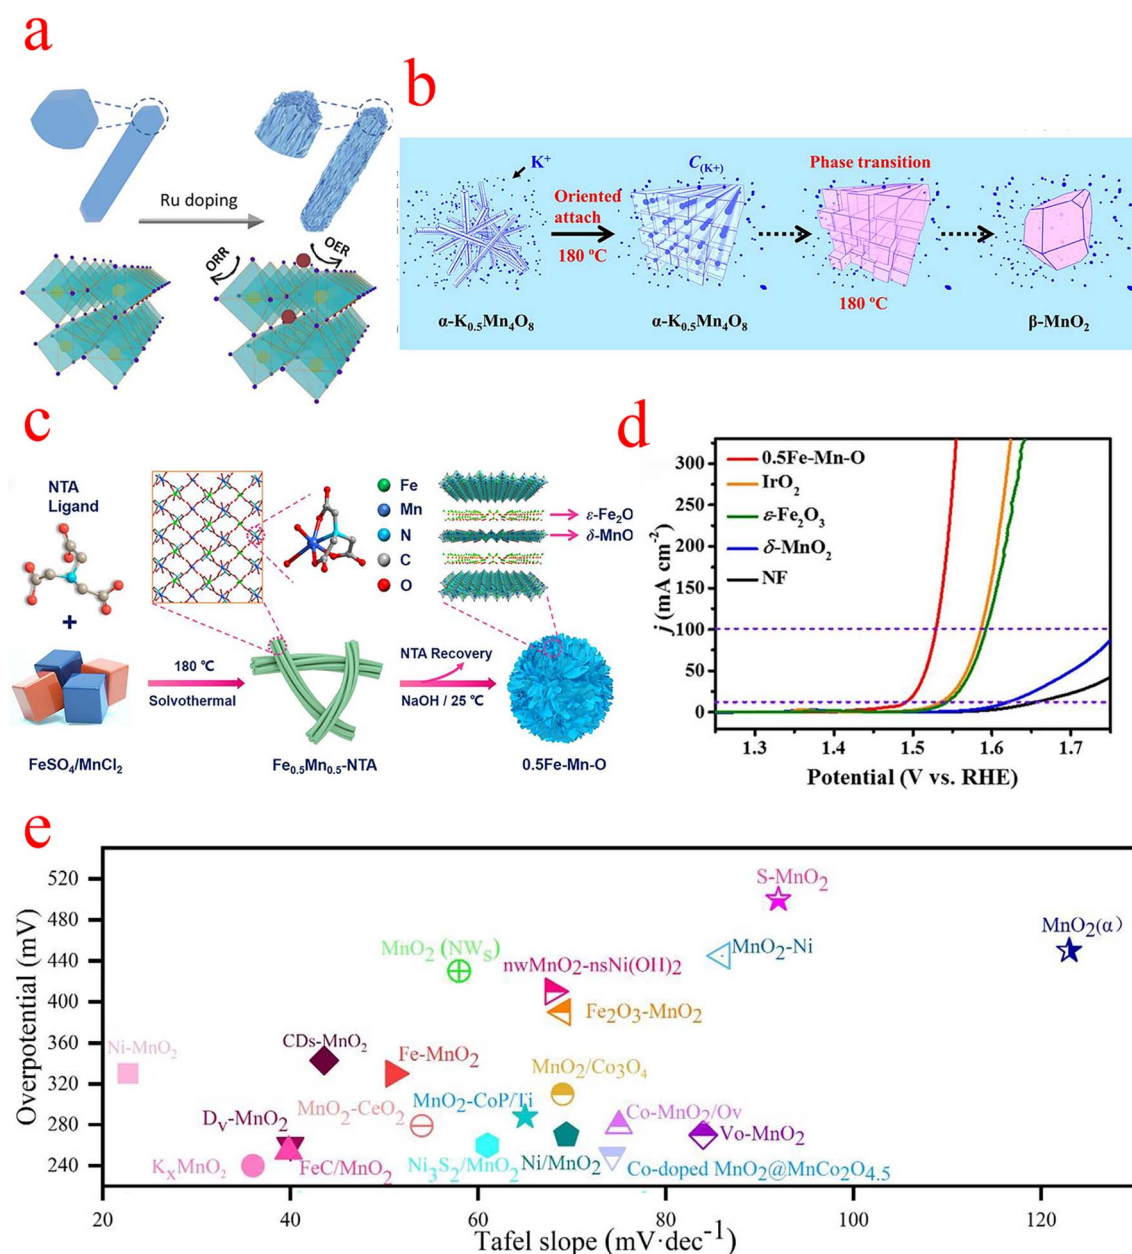 a
Ru doping
ORR
OER
b
K⁺
C(K+)
Phase transition
Oriented
attach
180 ºC
180 ºC
α-K₀.₅Mn₄O₈
α-K₀.₅Mn₄O₈
β-MnO₂
c
NTA
Ligand
+
Fe
Mn
N
C
O
ε-Fe₂O
δ-MnO
180 ℃
Solvothermal
NTA Recovery
NaOH / 25 ℃
FeSO₄/MnCl₂
Fe₀.₅Mn₀.₅-NTA
0.5Fe-Mn-O
d
300
250
200
150
100
50
0
j (mA cm⁻²)
0.5Fe-Mn-O
IrO₂
ε-Fe₂O₃
δ-MnO₂
NF
1.3
1.4
1.5
1.6
1.7
Potential (V vs. RHE)
e
520
480
440
400
360
320
280
240
Overpotential (mV)
S-MnO₂
MnO₂(α)
MnO₂ (NWₛ)
MnO₂-Ni
nwMnO₂-nsNi(OH)₂
Fe₂O₃-MnO₂
Ni-MnO₂
CDs-MnO₂
Fe-MnO₂
MnO₂/Co₃O₄
MnO₂-CoP/Ti
MnO₂-CeO₂
Dᵥ-MnO₂
Co-MnO₂/Ov
Vo-MnO₂
KₓMnO₂
FeC/MnO₂
Ni₃S₂/MnO₂
Ni/MnO₂
Co-doped MnO₂@MnCo₂O₄.₅
20
40
60
80
100
120
Tafel slope (mV·dec⁻¹)